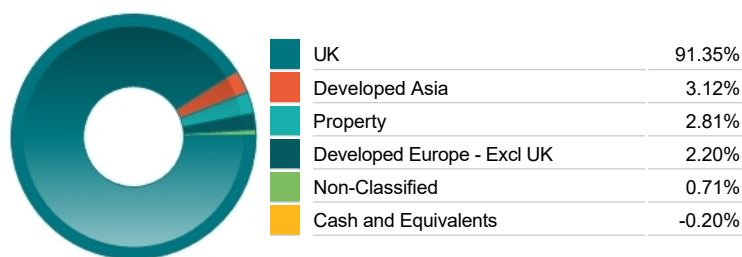 UK 91.35%
Developed Asia 3.12%
Property 2.81%
Developed Europe - Excl UK 2.20%
Non-Classified 0.71%
Cash and Equivalents -0.20%